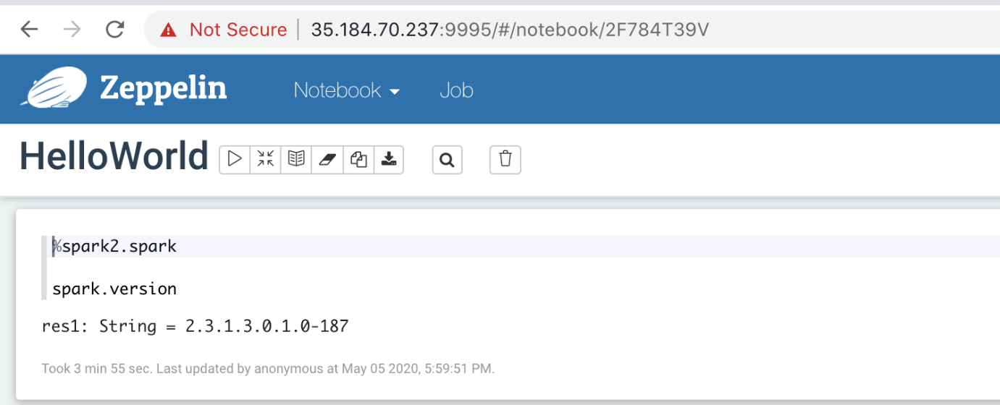 Not Secure | 35.184.70.237:9995/#/notebook/2F784T39V
Zeppelin Notebook Job
HelloWorld
%spark2.spark
spark.version
res1: String = 2.3.1.3.0.1.0-187
Took 3 min 55 sec. Last updated by anonymous at May 05 2020, 5:59:51 PM.